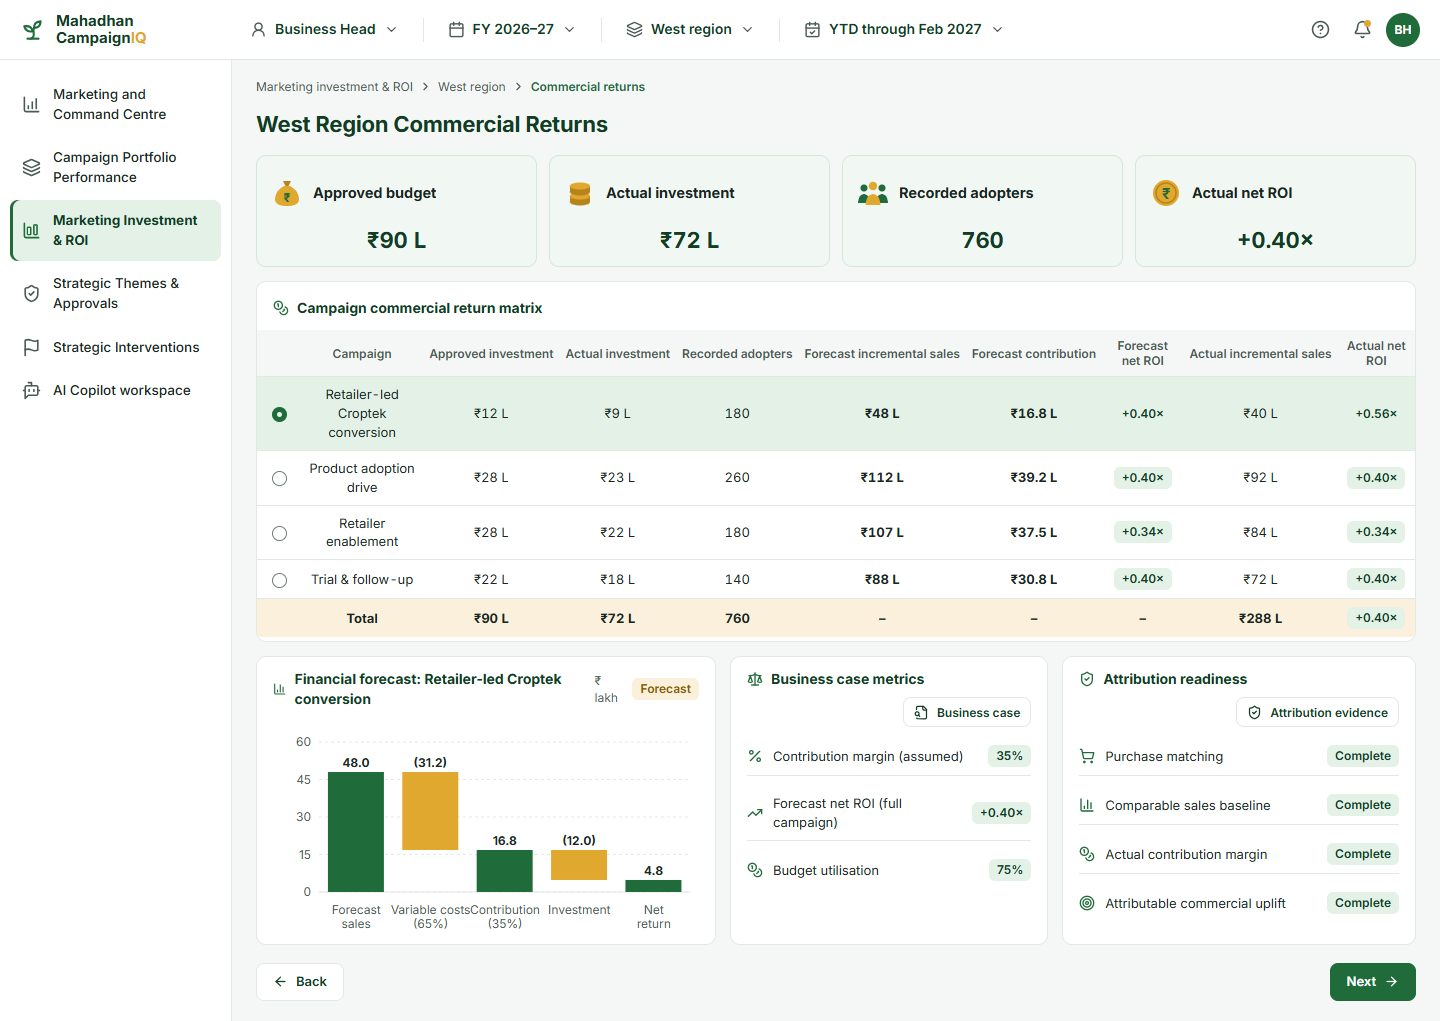 Mahadhan
CampaignIQ
Business Head
FY 2026–27
West region
YTD through Feb 2027
BH
Marketing and
Command Centre
Campaign Portfolio
Performance
Marketing Investment
& ROI
Strategic Themes &
Approvals
Strategic Interventions
AI Copilot workspace
Marketing investment & ROI > West region > Commercial returns
West Region Commercial Returns
Approved budget
₹90 L
Actual investment
₹72 L
Recorded adopters
760
Actual net ROI
+0.40×
Campaign commercial return matrix
Campaign Approved investment Actual investment Recorded adopters Forecast incremental sales Forecast contribution Forecast net ROI Actual incremental sales Actual net ROI
Retailer-led Croptek conversion ₹12 L ₹9 L 180 ₹48 L ₹16.8 L +0.40× ₹40 L +0.56×
Product adoption drive ₹28 L ₹23 L 260 ₹112 L ₹39.2 L +0.40× ₹92 L +0.40×
Retailer enablement ₹28 L ₹22 L 180 ₹107 L ₹37.5 L +0.34× ₹84 L +0.34×
Trial & follow-up ₹22 L ₹18 L 140 ₹88 L ₹30.8 L +0.40× ₹72 L +0.40×
Total ₹90 L ₹72 L 760 – – – ₹288 L +0.40×
Financial forecast: Retailer-led Croptek
conversion
₹
lakh
Forecast
60
45
30
15
0
48.0
(31.2)
16.8
(12.0)
4.8
Forecast
sales
Variable costs
(65%)
Contribution
(35%)
Investment
Net
return
Business case metrics
Business case
Contribution margin (assumed) 35%
Forecast net ROI (full
campaign)
+0.40×
Budget utilisation 75%
Attribution readiness
Attribution evidence
Purchase matching Complete
Comparable sales baseline Complete
Actual contribution margin Complete
Attributable commercial uplift Complete
Back
Next